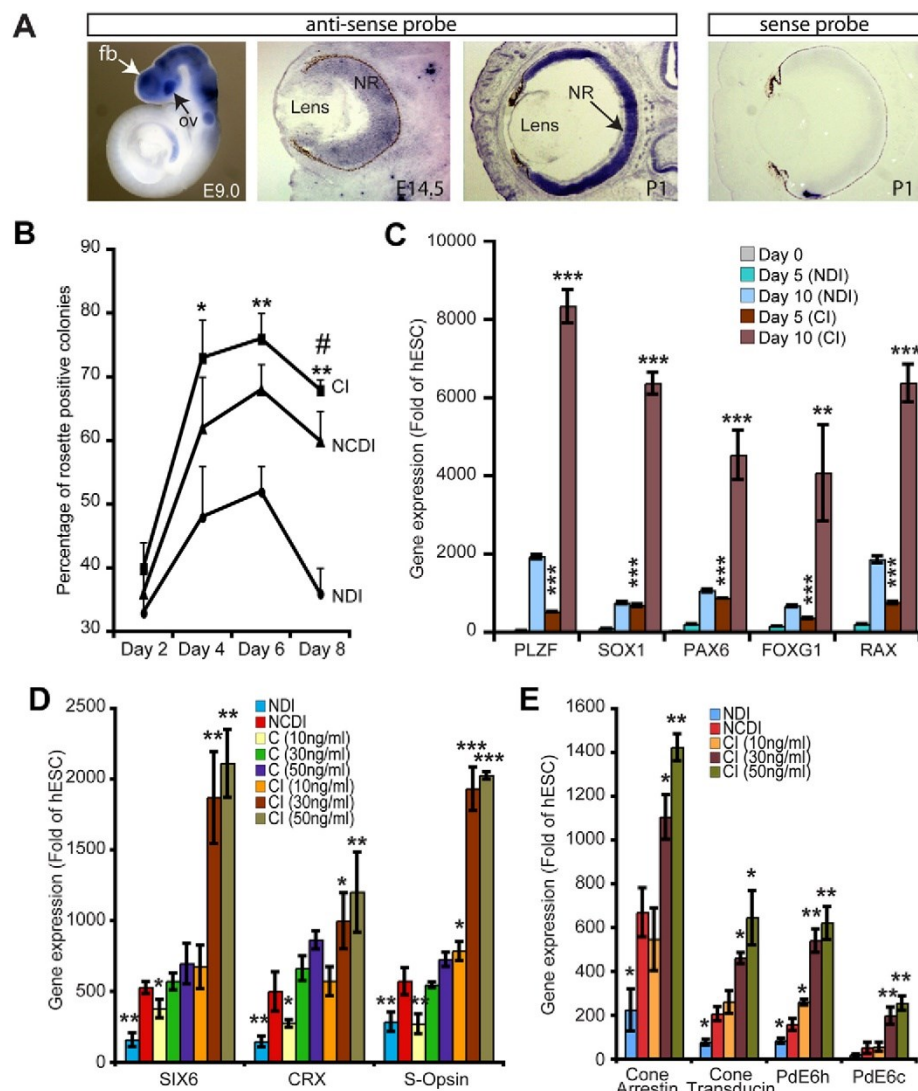 A
anti-sense probe
sense probe
fb
ov
E9.0
NR
Lens
E14.5
NR
Lens
P1
P1
B
Percentage of rosette positive colonies
90
80
70
60
50
40
30
*
**
#
**
CI
NCDI
NDI
Day 2 Day 4 Day 6 Day 8
C
Gene expression (Fold of hESC)
10000
8000
6000
4000
2000
0
Day 0
Day 5 (NDI)
Day 10 (NDI)
Day 5 (CI)
Day 10 (CI)
*** *** *** ** ***
*** *** *** ***
PLZF SOX1 PAX6 FOXG1 RAX
D
Gene expression (Fold of hESC)
2500
2000
1500
1000
500
0
NDI
NCDI
C (10ng/ml)
C (30ng/ml)
C (50ng/ml)
CI (10ng/ml)
CI (30ng/ml)
CI (50ng/ml)
** * ** **
** * * **
** ** * *** ***
SIX6 CRX S-Opsin
E
Gene expression (Fold of hESC)
1600
1400
1200
1000
800
600
400
200
0
NDI
NCDI
CI (10ng/ml)
CI (30ng/ml)
CI (50ng/ml)
* * **
* * *
* * ** **
** **
Cone Arrestin
Cone Transducin
PdE6h
PdE6c